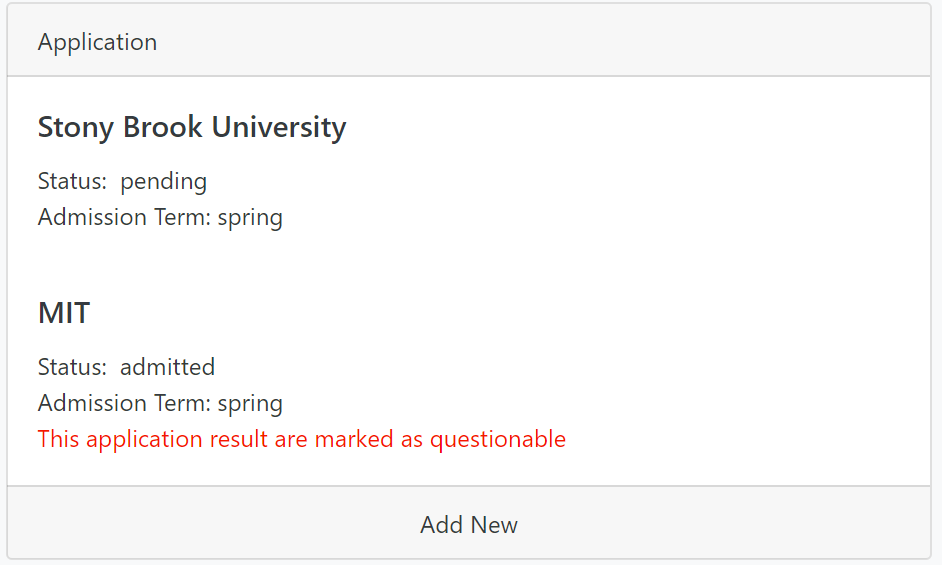 Application
Stony Brook University
Status: pending
Admission Term: spring
MIT
Status: admitted
Admission Term: spring
This application result are marked as questionable
Add New